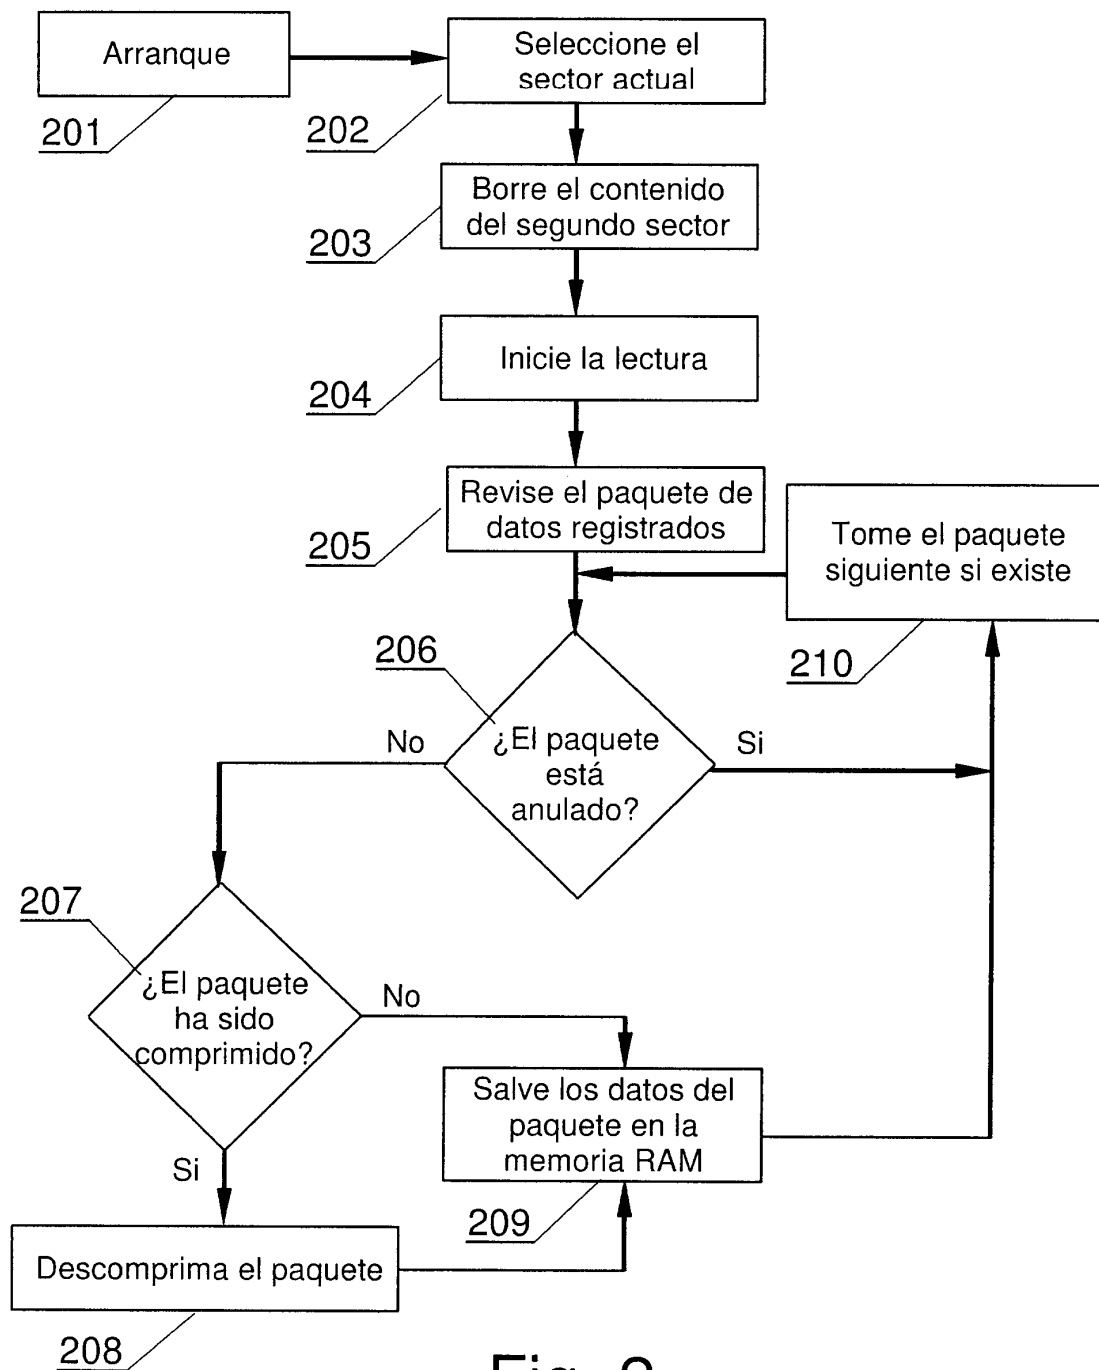 Arranque
201
Seleccione el
sector actual
202
Borre el contenido
del segundo sector
203
Inicie la lectura
204
Revise el paquete de
datos registrados
205
Tome el paquete
siguiente si existe
210
206
¿El paquete
está
anulado?
No
Si
207
¿El paquete
ha sido
comprimido?
No
Si
Salve los datos del
paquete en la
memoria RAM
209
Descomprima el paquete
208